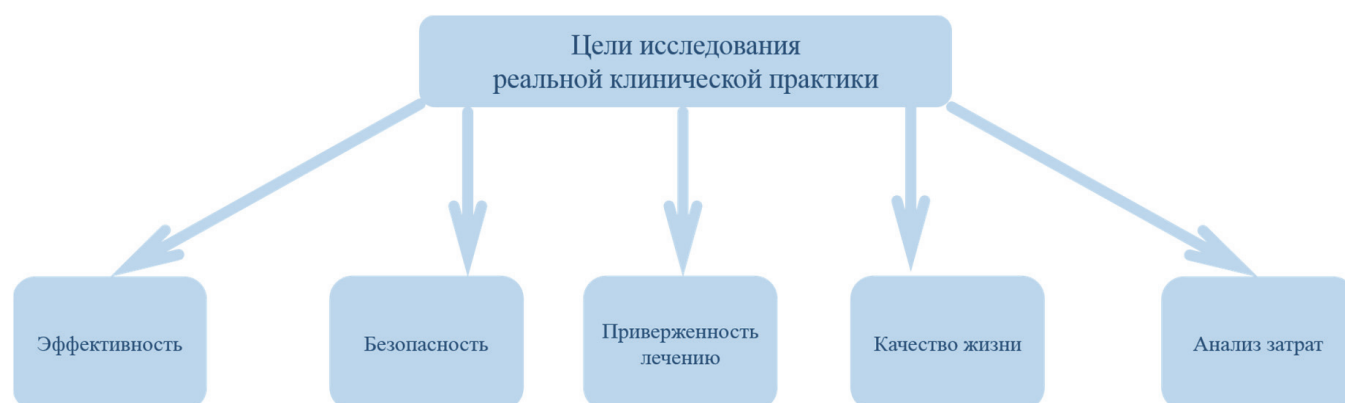 Цели исследования
реальной клинической практики
Эффективность
Безопасность
Приверженность
лечению
Качество жизни
Анализ затрат